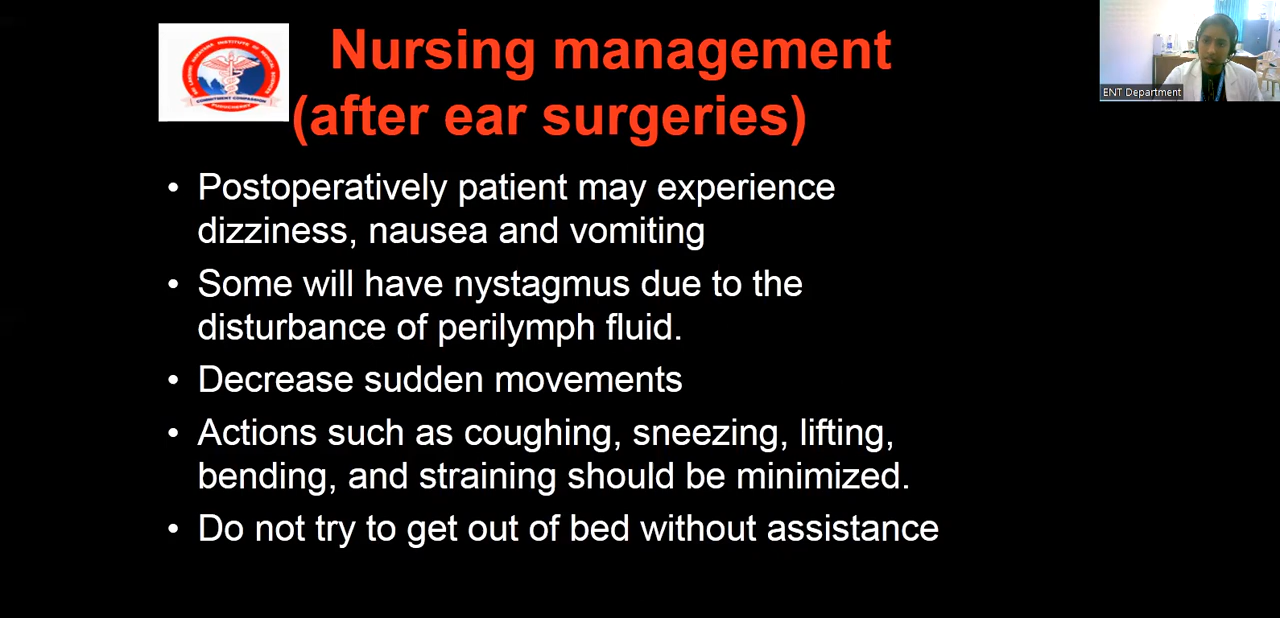 Nursing management
(after ear surgeries)
ENT Department
• Postoperatively patient may experience
dizziness, nausea and vomiting
• Some will have nystagmus due to the
disturbance of perilymph fluid.
• Decrease sudden movements
• Actions such as coughing, sneezing, lifting,
bending, and straining should be minimized.
• Do not try to get out of bed without assistance